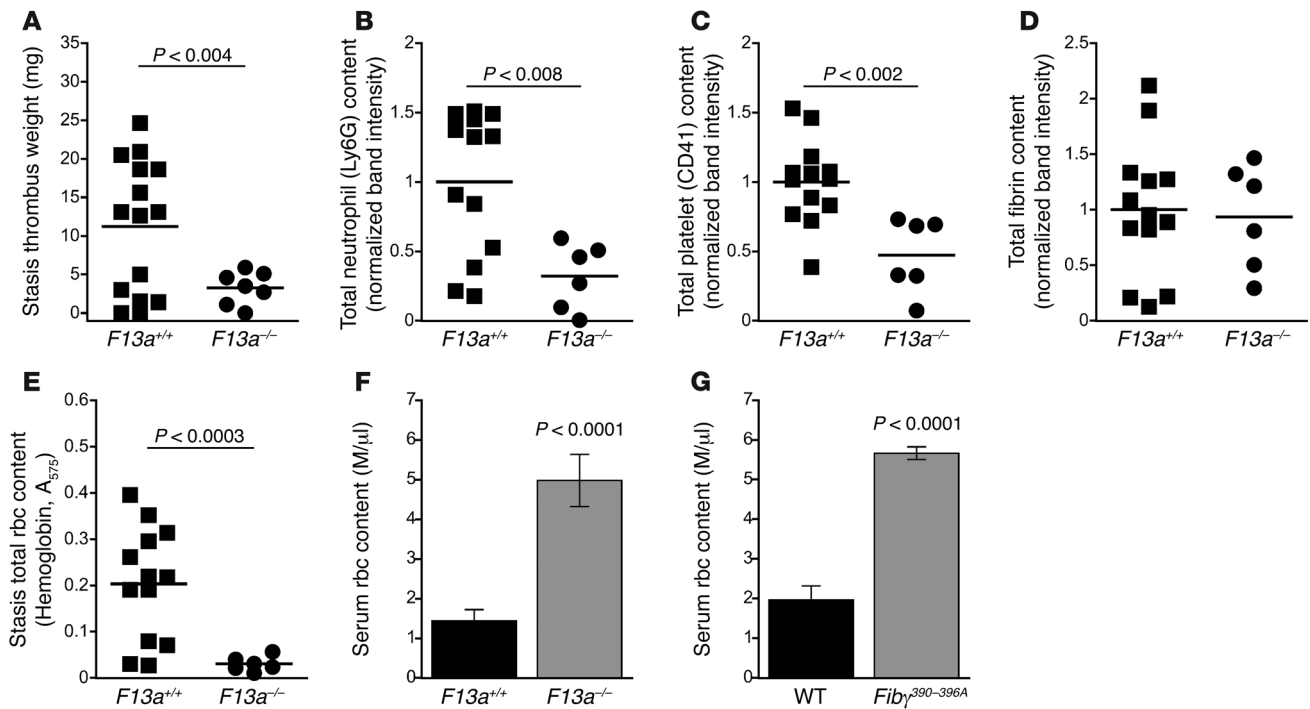 A
Stasis thrombus weight (mg)
35
30
25
20
15
10
5
0
P < 0.004
F13a+/+
F13a−/−
B
Total neutrophil (Ly6G) content
(normalized band intensity)
2
1.5
1
0.5
0
P < 0.008
F13a+/+
F13a−/−
C
Total platelet (CD41) content
(normalized band intensity)
2
1.5
1
0.5
0
P < 0.002
F13a+/+
F13a−/−
D
Total fibrin content
(normalized band intensity)
2.5
2
1.5
1
0.5
0
F13a+/+
F13a−/−
E
Stasis total rbc content
(Hemoglobin, A575)
0.6
0.5
0.4
0.3
0.2
0.1
0
P < 0.0003
F13a+/+
F13a−/−
F
Serum rbc content (M/µl)
7
6
5
4
3
2
1
0
P < 0.0001
F13a+/+
F13a−/−
G
Serum rbc content (M/µl)
7
6
5
4
3
2
1
0
P < 0.0001
WT
Fibγ390–396A